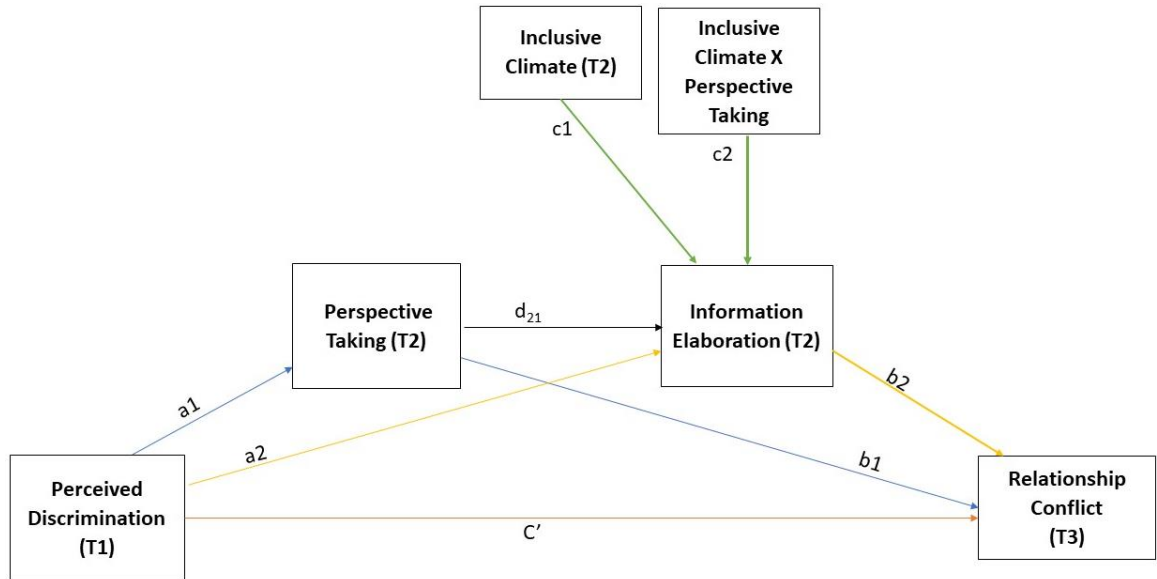 Inclusive
Climate (T2)
Inclusive
Climate X
Perspective
Taking
c1
c2
Perspective
Taking (T2)
d21
Information
Elaboration (T2)
a1
a2
b1
b2
Perceived
Discrimination
(T1)
C'
Relationship
Conflict
(T3)